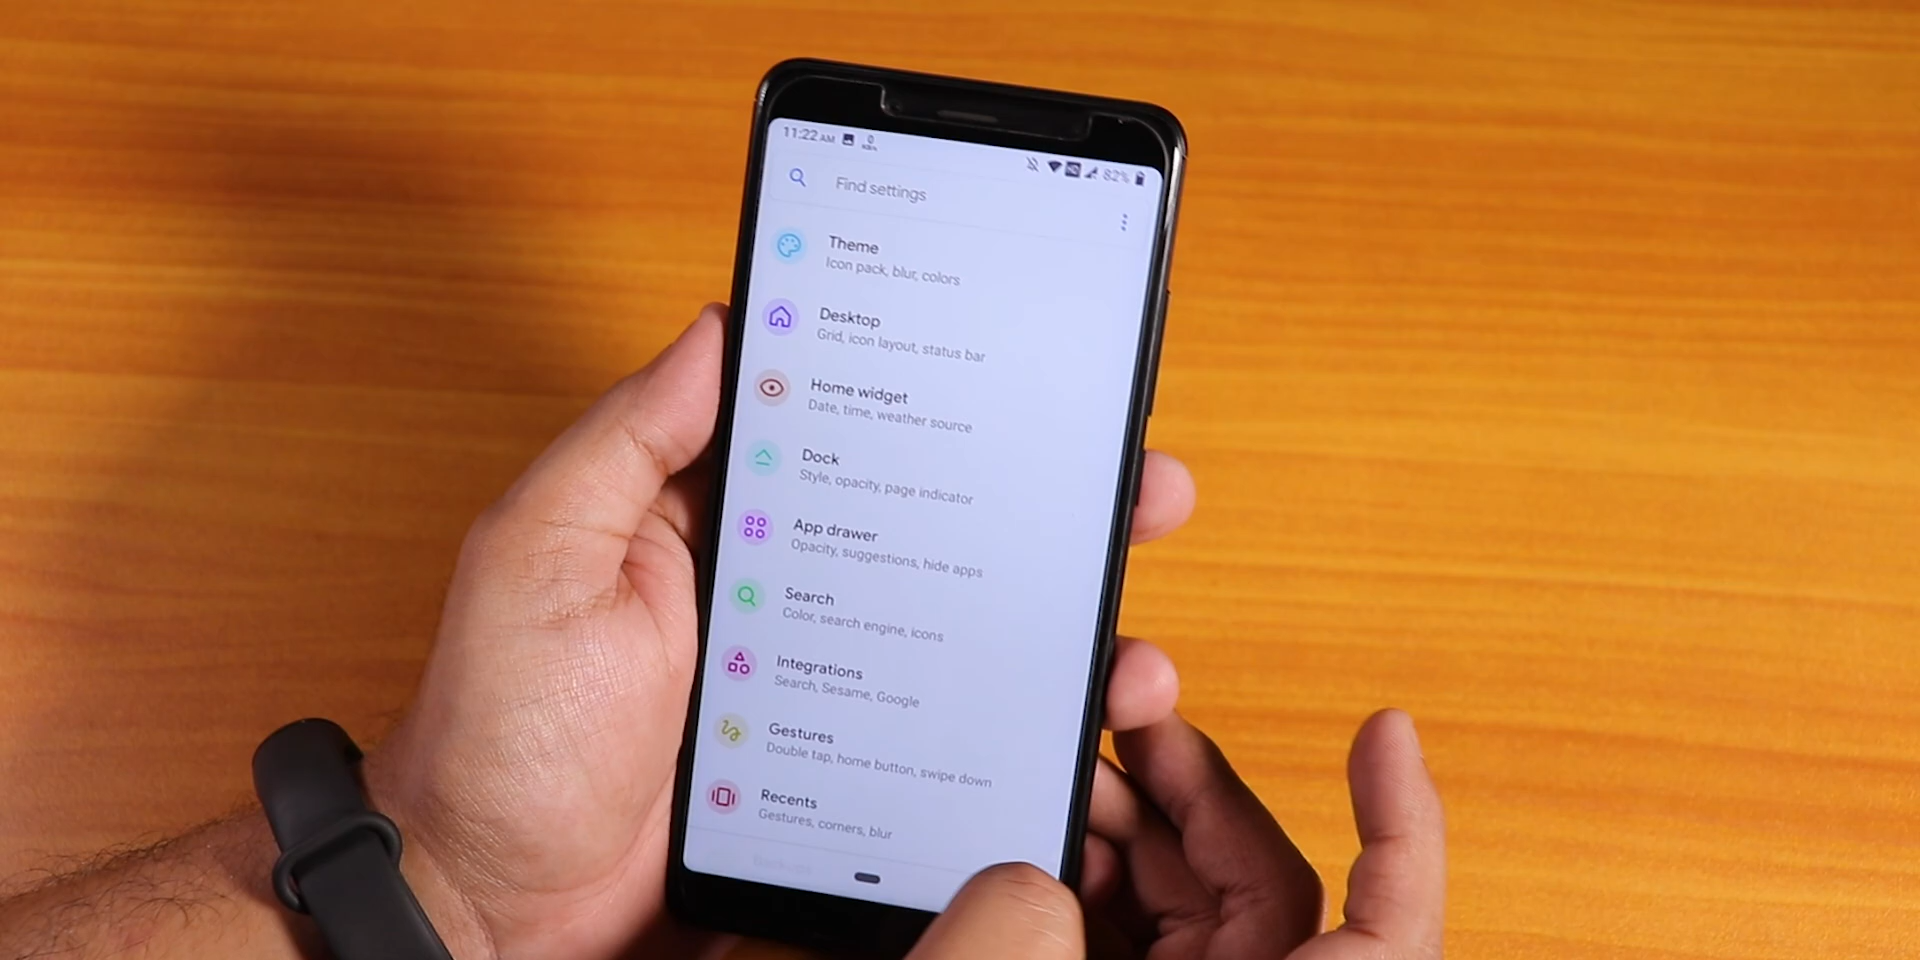 11:22 AM
82%
Find settings
Theme
Icon pack, blur, colors
Desktop
Grid, icon layout, status bar
Home widget
Date, time, weather source
Dock
Style, opacity, page indicator
App drawer
Opacity, suggestions, hide apps
Search
Color, search engine, icons
Integrations
Search, Sesame, Google
Gestures
Double tap, home button, swipe down
Recents
Gestures, corners, blur